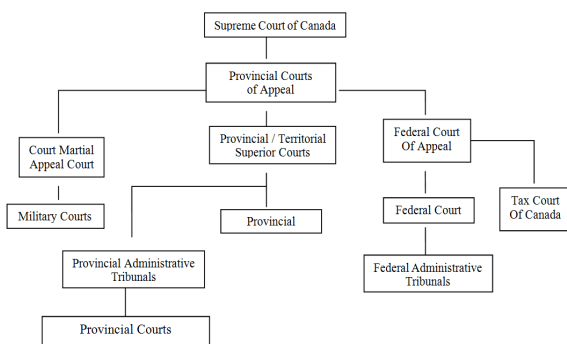 Supreme Court of Canada
Provincial Courts
of Appeal
Court Martial
Appeal Court
Provincial / Territorial
Superior Courts
Federal Court
Of Appeal
Military Courts
Provincial
Federal Court
Tax Court
Of Canada
Provincial Administrative
Tribunals
Federal Administrative
Tribunals
Provincial Courts